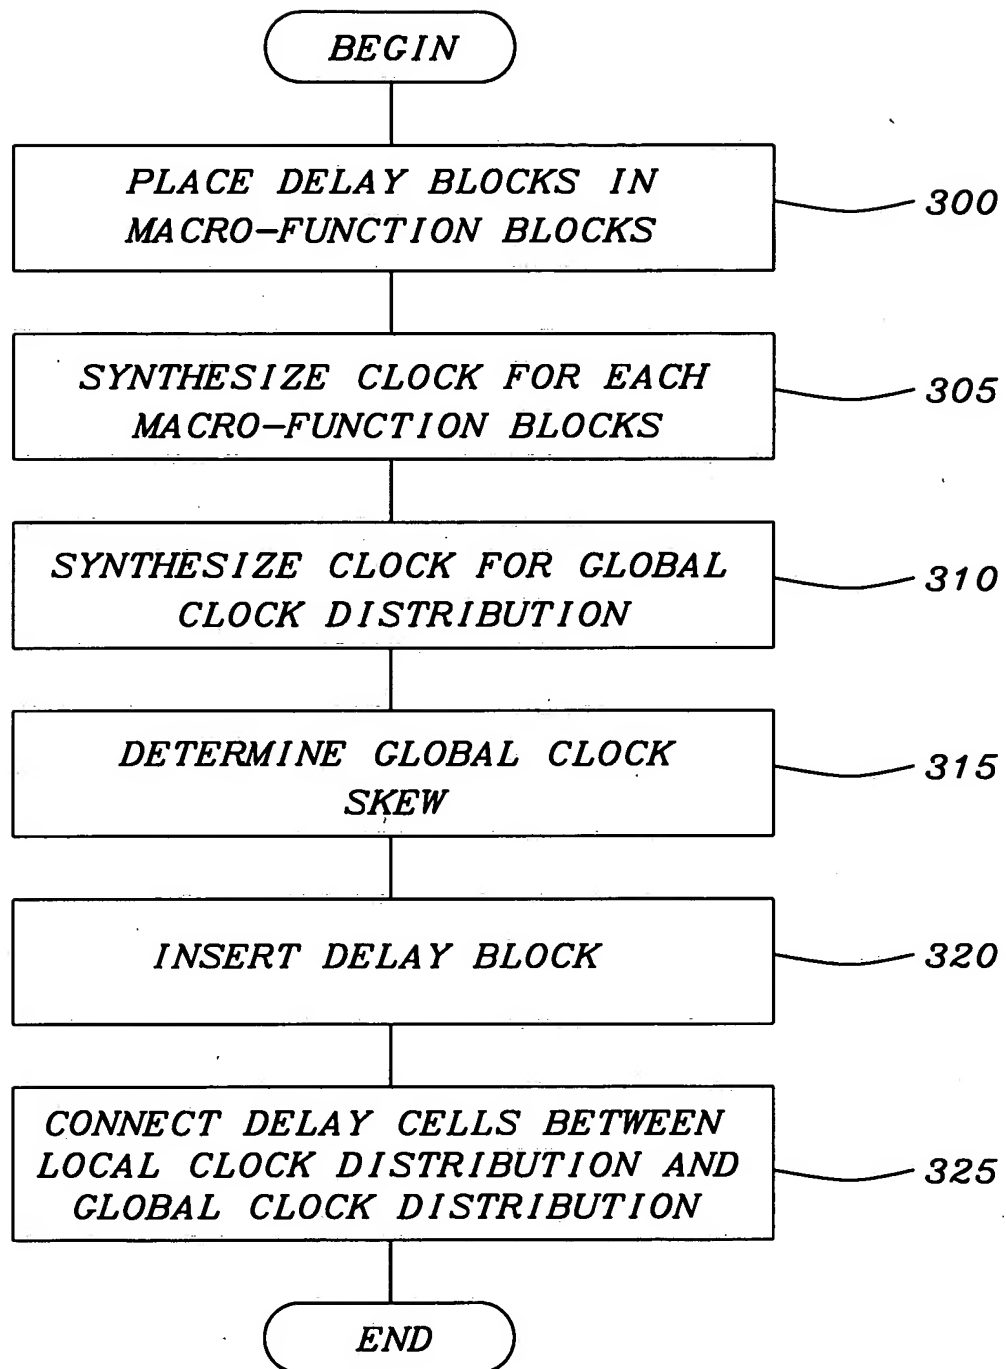 BEGIN
PLACE DELAY BLOCKS IN
MACRO-FUNCTION BLOCKS
300
SYNTHESIZE CLOCK FOR EACH
MACRO-FUNCTION BLOCKS
305
SYNTHESIZE CLOCK FOR GLOBAL
CLOCK DISTRIBUTION
310
DETERMINE GLOBAL CLOCK
SKEW
315
INSERT DELAY BLOCK
320
CONNECT DELAY CELLS BETWEEN
LOCAL CLOCK DISTRIBUTION AND
GLOBAL CLOCK DISTRIBUTION
325
END